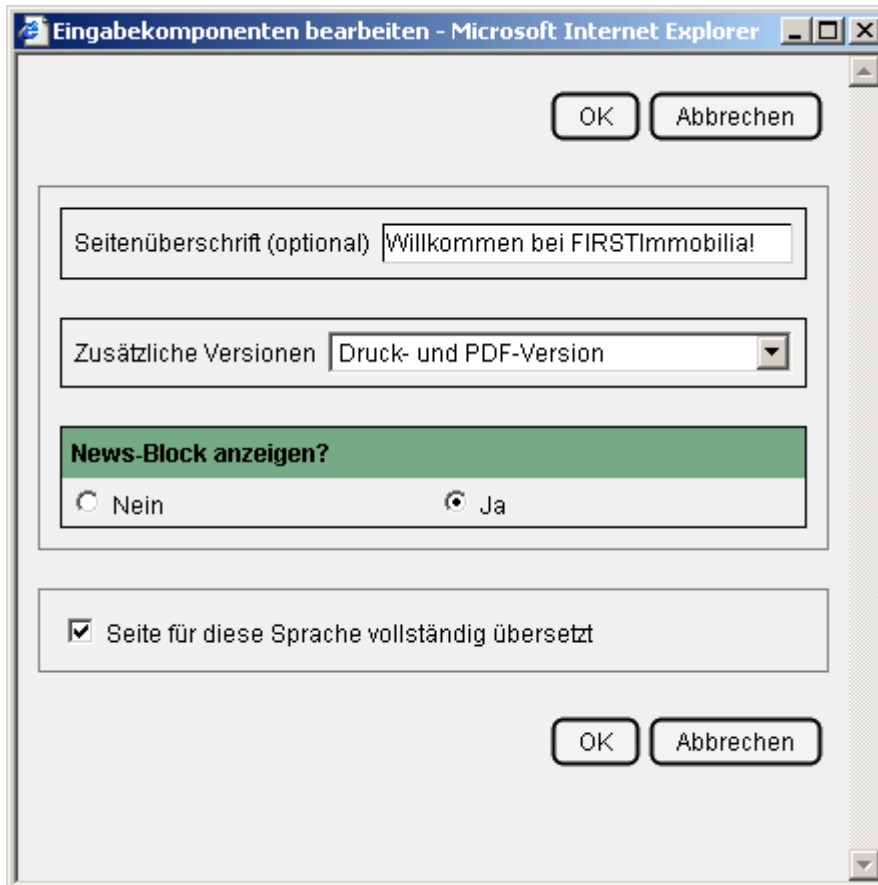 Eingabekomponenten bearbeiten - Microsoft Internet Explorer
OK Abbrechen
Seitenüberschrift (optional) Willkommen bei FIRSTImmobilia!
Zusätzliche Versionen Druck- und PDF-Version
News-Block anzeigen?
Nein Ja
Seite für diese Sprache vollständig übersetzt
OK Abbrechen